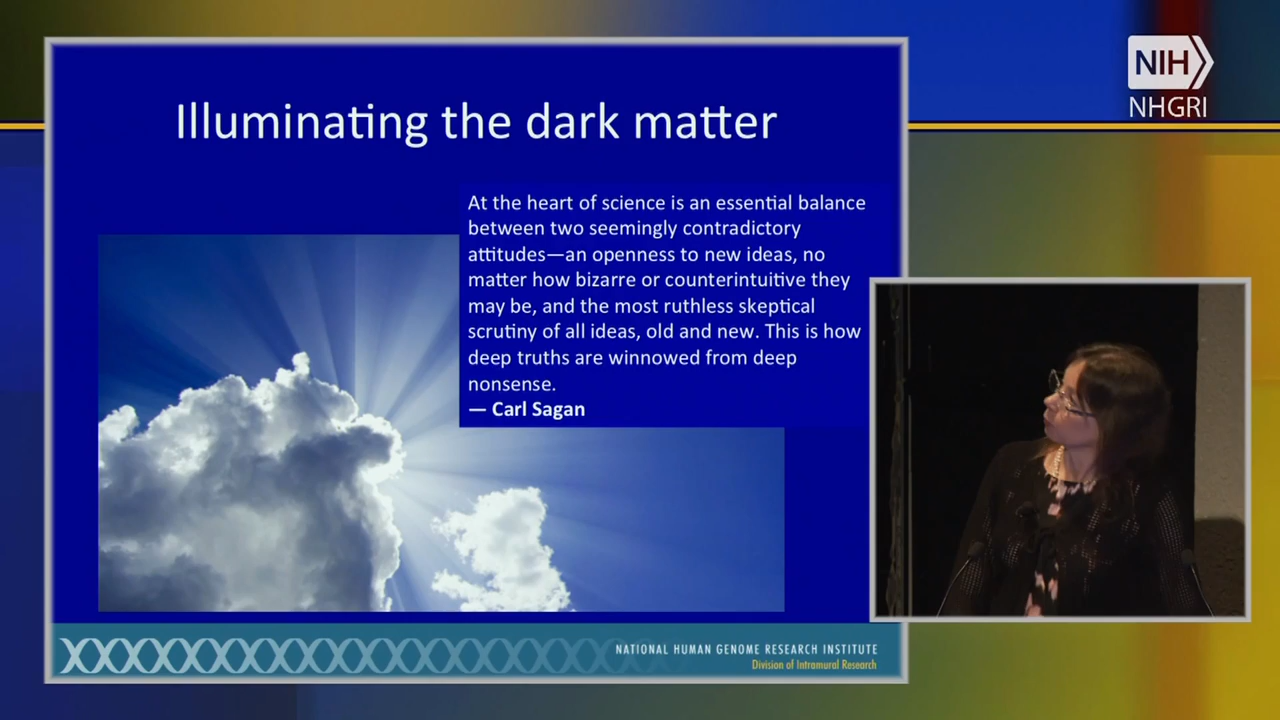 NIH
NHGRI
Illuminating the dark matter
At the heart of science is an essential balance
between two seemingly contradictory
attitudes—an openness to new ideas, no
matter how bizarre or counterintuitive they
may be, and the most ruthless skeptical
scrutiny of all ideas, old and new. This is how
deep truths are winnowed from deep
nonsense.
— Carl Sagan
NATIONAL HUMAN GENOME RESEARCH INSTITUTE
Division of Intramural Research